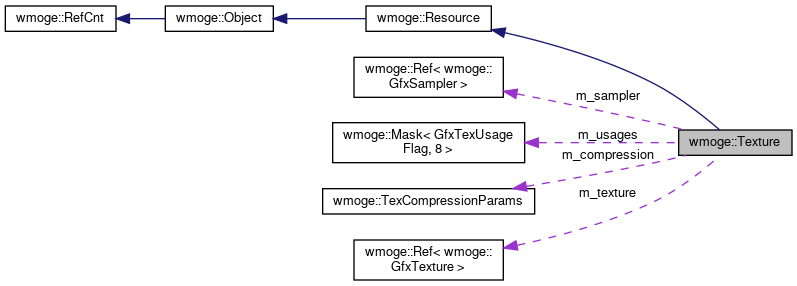 wmoge::RefCnt
wmoge::Object
wmoge::Resource
wmoge::Ref< wmoge::
GfxSampler >
m_sampler
wmoge::Mask< GfxTexUsage
Flag, 8 >
m_usages
wmoge::Texture
m_compression
wmoge::TexCompressionParams
m_texture
wmoge::Ref< wmoge::
GfxTexture >